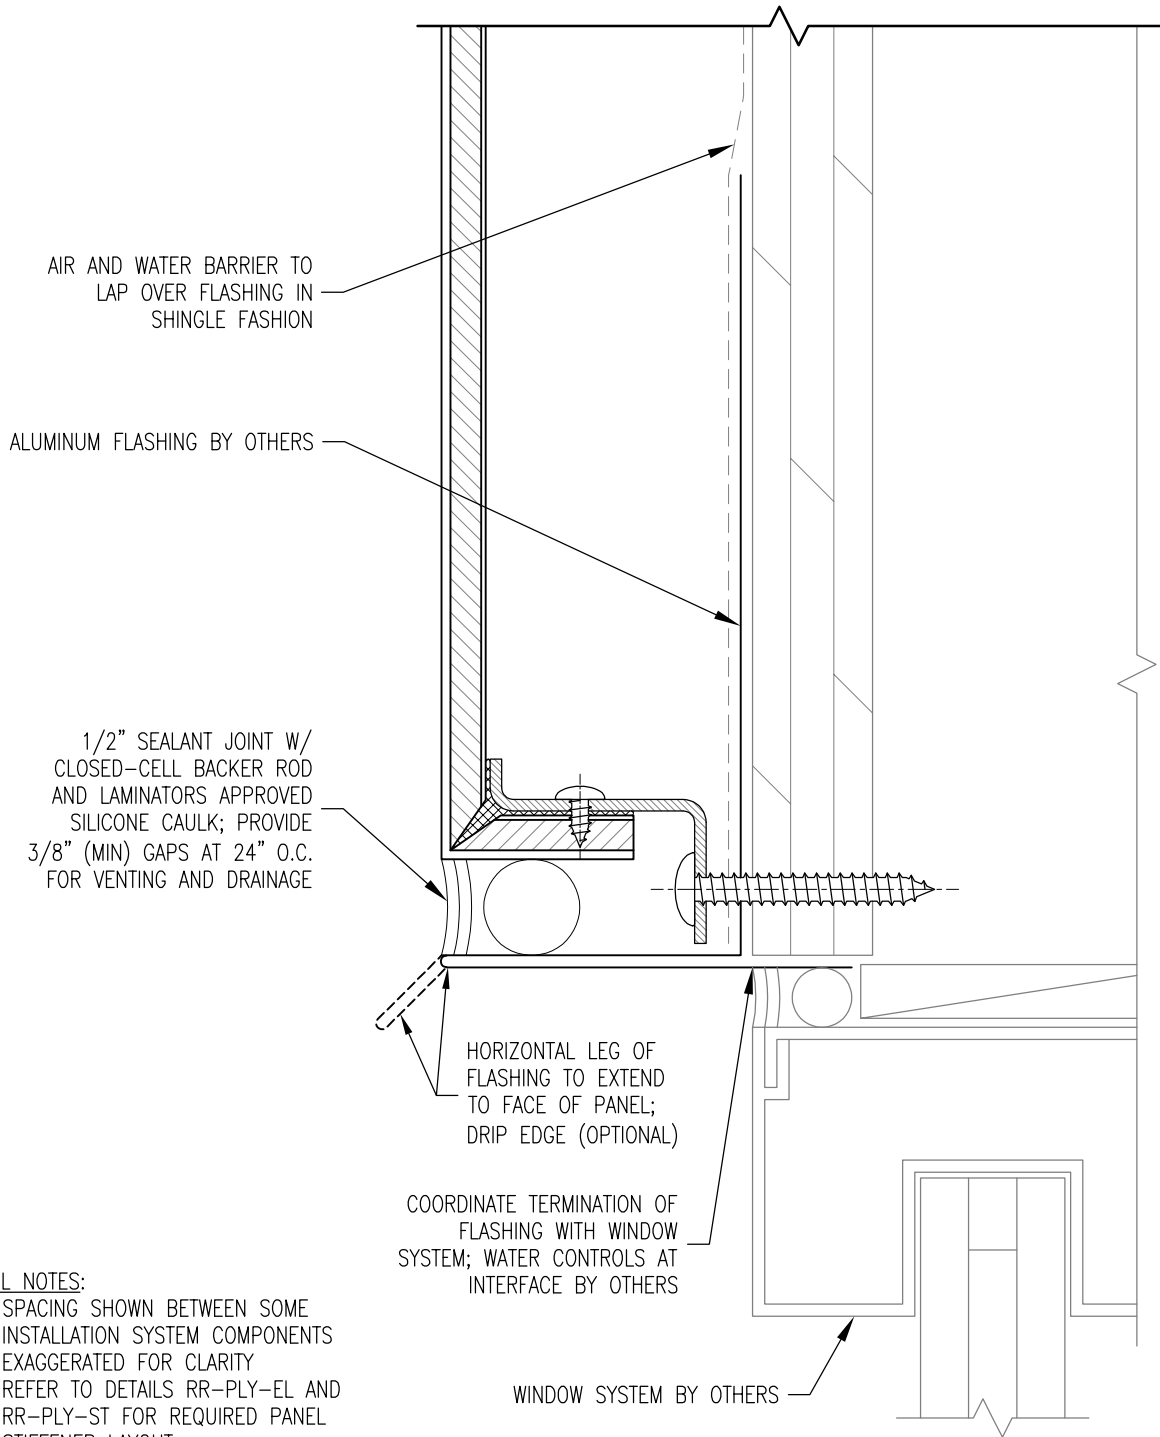 AIR AND WATER BARRIER TO
LAP OVER FLASHING IN
SHINGLE FASHION
ALUMINUM FLASHING BY OTHERS
1/2" SEALANT JOINT W/
CLOSED-CELL BACKER ROD
AND LAMINATORS APPROVED
SILICONE CAULK; PROVIDE
3/8" (MIN) GAPS AT 24" O.C.
FOR VENTING AND DRAINAGE
HORIZONTAL LEG OF
FLASHING TO EXTEND
TO FACE OF PANEL;
DRIP EDGE (OPTIONAL)
COORDINATE TERMINATION OF
FLASHING WITH WINDOW
SYSTEM; WATER CONTROLS AT
INTERFACE BY OTHERS
L NOTES:
SPACING SHOWN BETWEEN SOME
INSTALLATION SYSTEM COMPONENTS
EXAGGERATED FOR CLARITY
REFER TO DETAILS RR-PLY-EL AND
RR-PLY-ST FOR REQUIRED PANEL
STIFFENER LAYOUT
WINDOW SYSTEM BY OTHERS